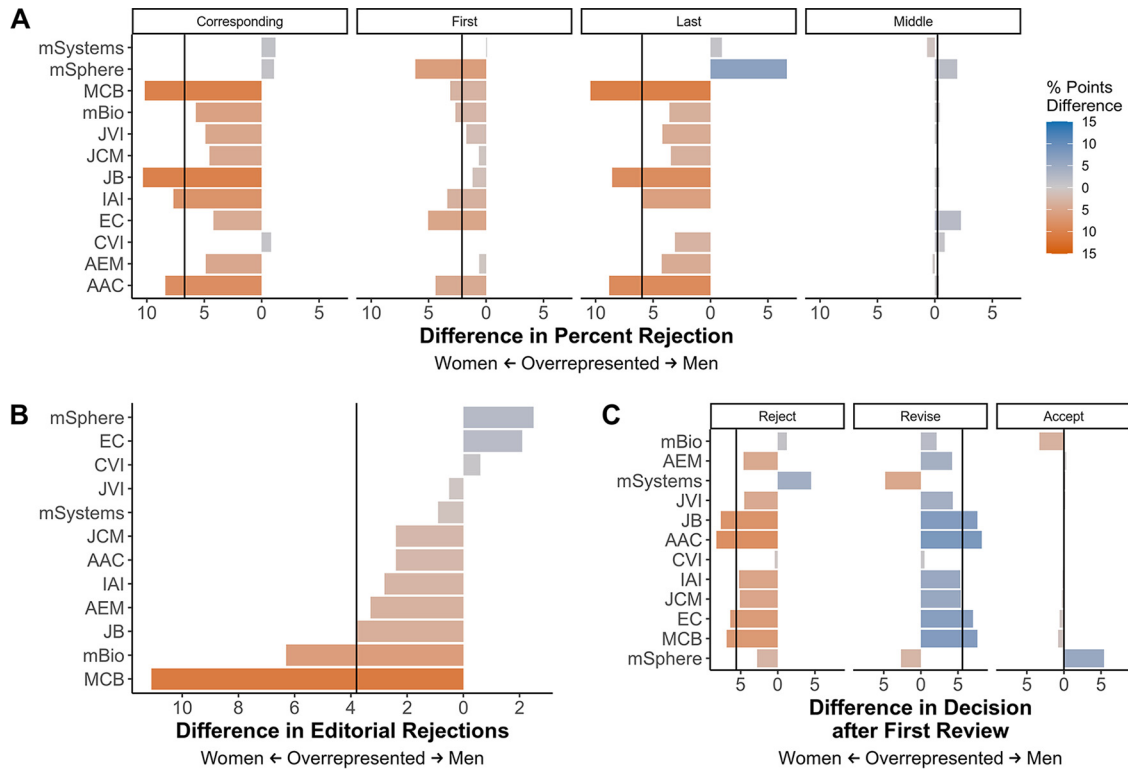 A
Corresponding
First
Last
Middle
mSystems
mSphere
MCB
mBio
JVI
JCM
JB
IAI
EC
CVI
AEM
AAC
10 5 0 5
10 5 0 5
10 5 0 5
10 5 0 5
Difference in Percent Rejection
Women ← Overrepresented → Men
% Points
Difference
15
10
5
0
5
10
15
B
mSphere
EC
CVI
JVI
mSystems
JCM
AAC
IAI
AEM
JB
mBio
MCB
10 8 6 4 2 0 2
Difference in Editorial Rejections
Women ← Overrepresented → Men
C
Reject
Revise
Accept
mBio
AEM
mSystems
JVI
JB
AAC
CVI
IAI
JCM
EC
MCB
mSphere
5 0 5
5 0 5
5 0 5
Difference in Decision
after First Review
Women ← Overrepresented → Men